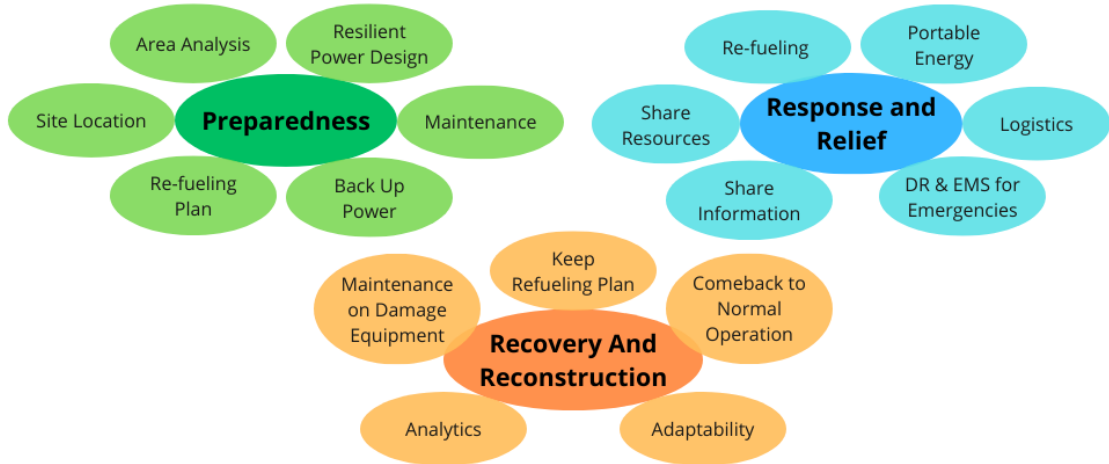 Area Analysis
Resilient
Power Design
Site Location
Preparedness
Maintenance
Re-fueling
Plan
Back Up
Power
Re-fueling
Portable
Energy
Share
Resources
Response and
Relief
Logistics
Share
Information
DR & EMS for
Emergencies
Keep
Refueling Plan
Maintenance
on Damage
Equipment
Comeback to
Normal
Operation
Recovery And
Reconstruction
Analytics
Adaptability